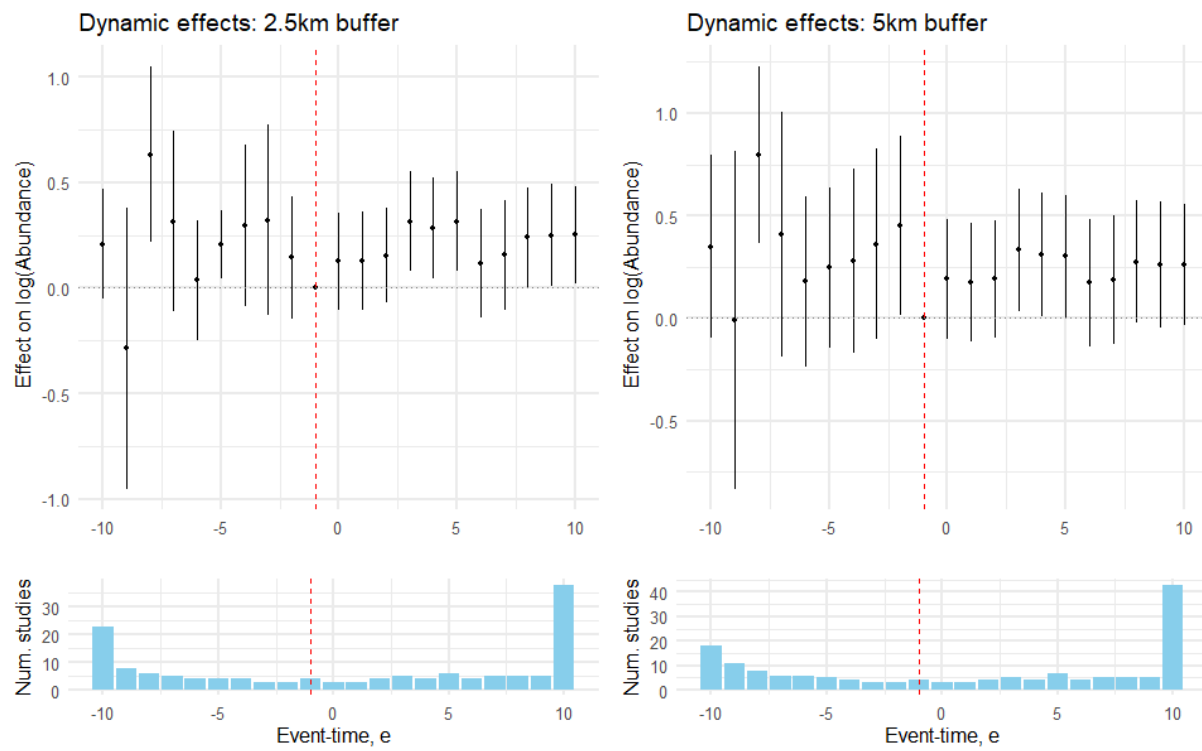 Dynamic effects: 2.5km buffer
Effect on log(Abundance)
1.0
0.5
0.0
-0.5
-1.0
-10 -5 0 5 10
Num. studies
30
20
10
0
-10 -5 0 5 10
Event-time, e
Dynamic effects: 5km buffer
Effect on log(Abundance)
1.0
0.5
0.0
-0.5
-10 -5 0 5 10
Num. studies
40
30
20
10
0
-10 -5 0 5 10
Event-time, e